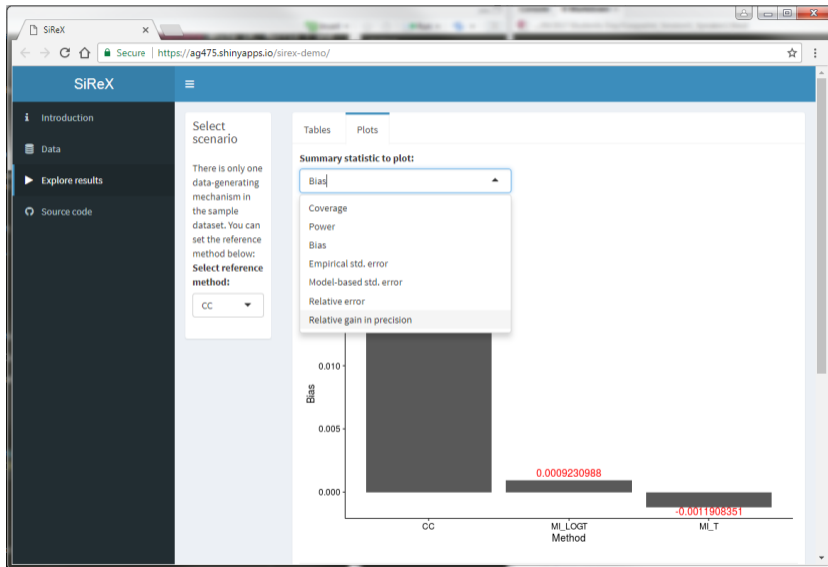 SiReX
Secure
https://ag475.shinyapps.io/sirex-demo/
SiReX
Introduction
Data
Explore results
Source code
Select
scenario
There is only one
data-generating
mechanism in
the sample
dataset. You can
set the reference
method below:
Select reference
method:
CC
Tables
Plots
Summary statistic to plot:
Bias
Coverage
Power
Bias
Empirical std. error
Model-based std. error
Relative error
Relative gain in precision
0.010
0.005
0.000
Bias
0.0009230988
-0.0011908351
CC
MI_LOGT
MI_T
Method